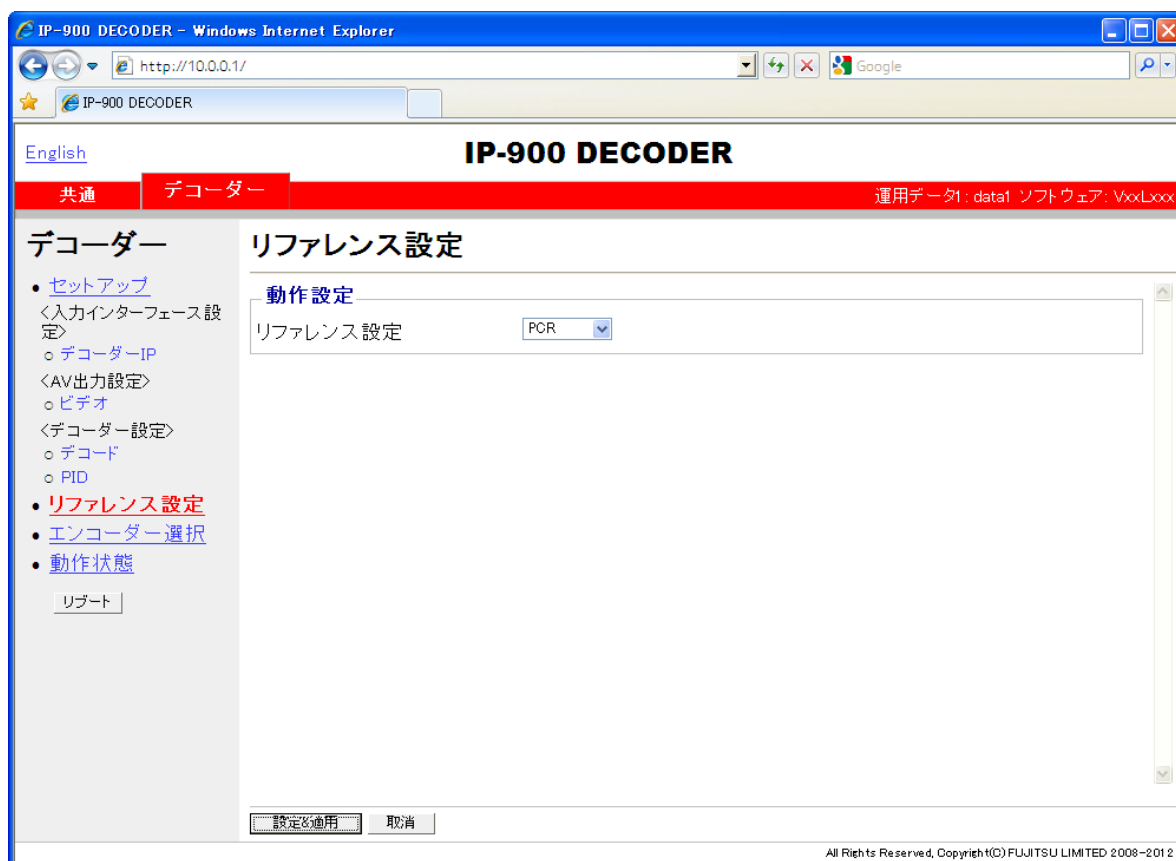 IP-900 DECODER - Windows Internet Explorer
http://10.0.0.1/
Google
IP-900 DECODER
English
IP-900 DECODER
共通
デコーダー
運用データ1 : data1 ソフトウェア: VxxLxxx
デコーダー
リファレンス設定
セットアップ
<入力インターフェース設
定>
デコーダーIP
<AV出力設定>
ビデオ
<デコーダー設定>
デコード
PID
リファレンス設定
エンコーダー選択
動作状態
リブート
動作設定
リファレンス設定
PCR
設定&適用
取消
All Rights Reserved, Copyright(C) FUJITSU LIMITED 2008-2012